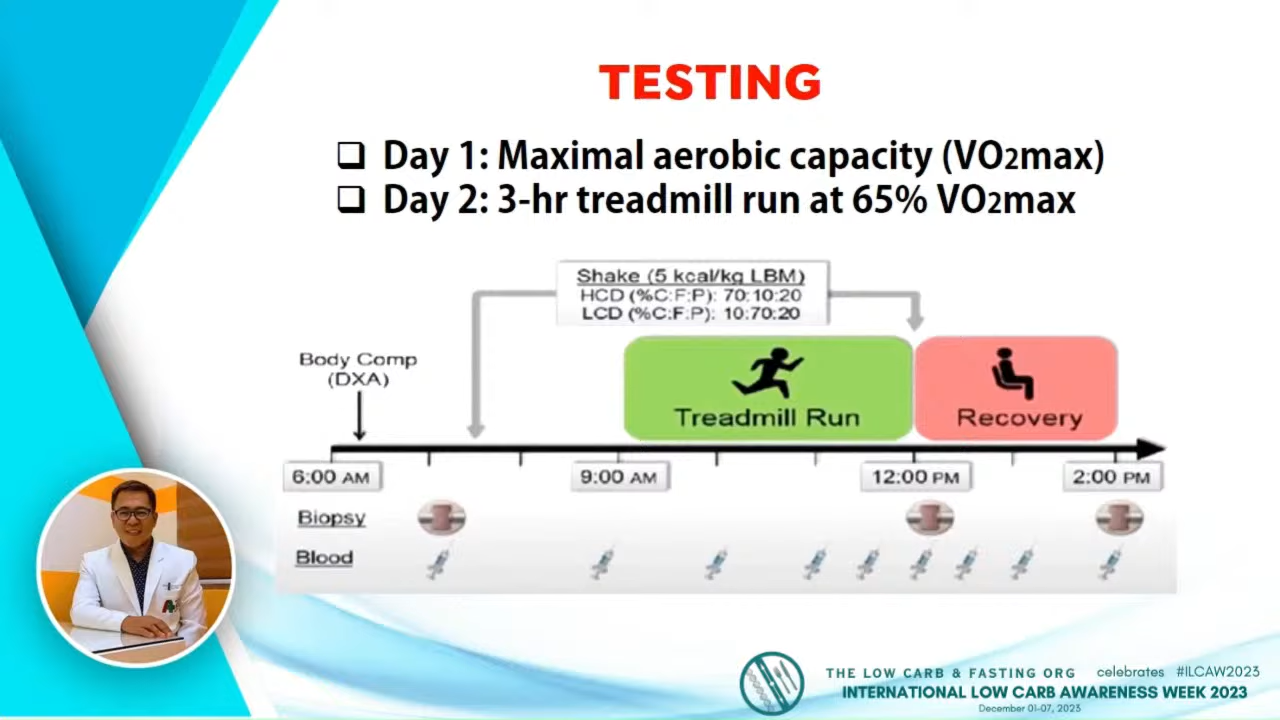 TESTING
❑ Day 1: Maximal aerobic capacity (VO2max)
❑ Day 2: 3-hr treadmill run at 65% VO2max
Shake (5 kcal/kg LBM)
HCD (%C:F:P): 70:10:20
LCD (%C:F:P): 10:70:20
Body Comp
(DXA)
Treadmill Run
Recovery
6:00 AM
9:00 AM
12:00 PM
2:00 PM
Biopsy
Blood
THE LOW CARB & FASTING ORG celebrates #ILCAW2023
INTERNATIONAL LOW CARB AWARENESS WEEK 2023
December 01-07, 2023